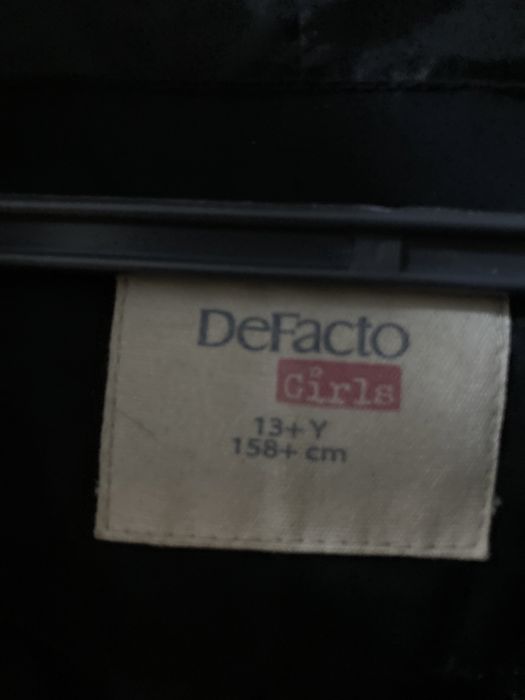 DeFacto
Girls
13+ Y
158+ cm